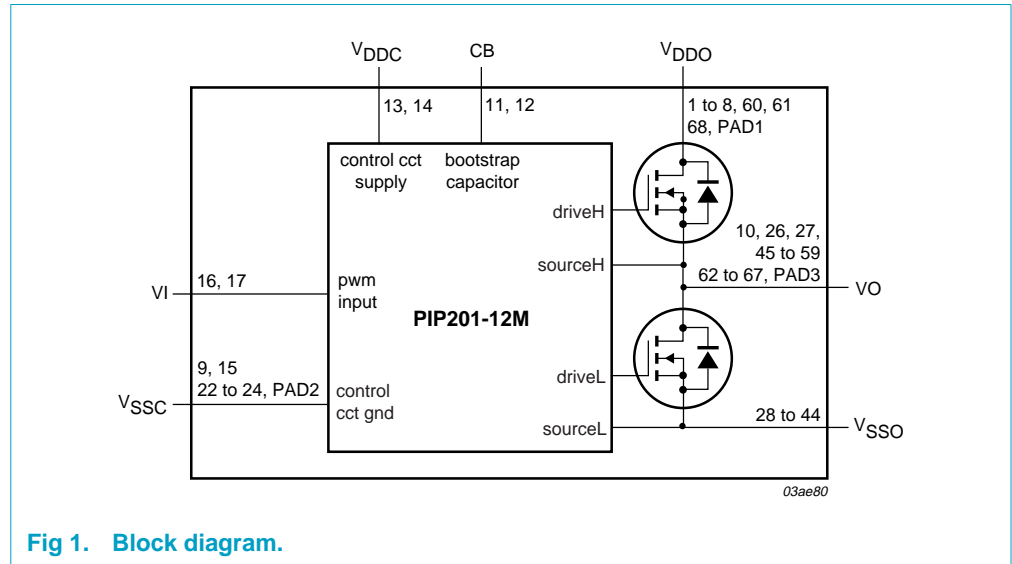 VDDC CB VDDO
13, 14 11, 12 1 to 8, 60, 61
68, PAD1
control cct
supply
bootstrap
capacitor
driveH
10, 26, 27,
45 to 59
62 to 67, PAD3
sourceH
VI 16, 17
pwm
input
VO
PIP201-12M
9, 15
22 to 24, PAD2
VSSC
control
cct gnd
driveL
sourceL
28 to 44
VSSO
03ae80
Fig 1. Block diagram.